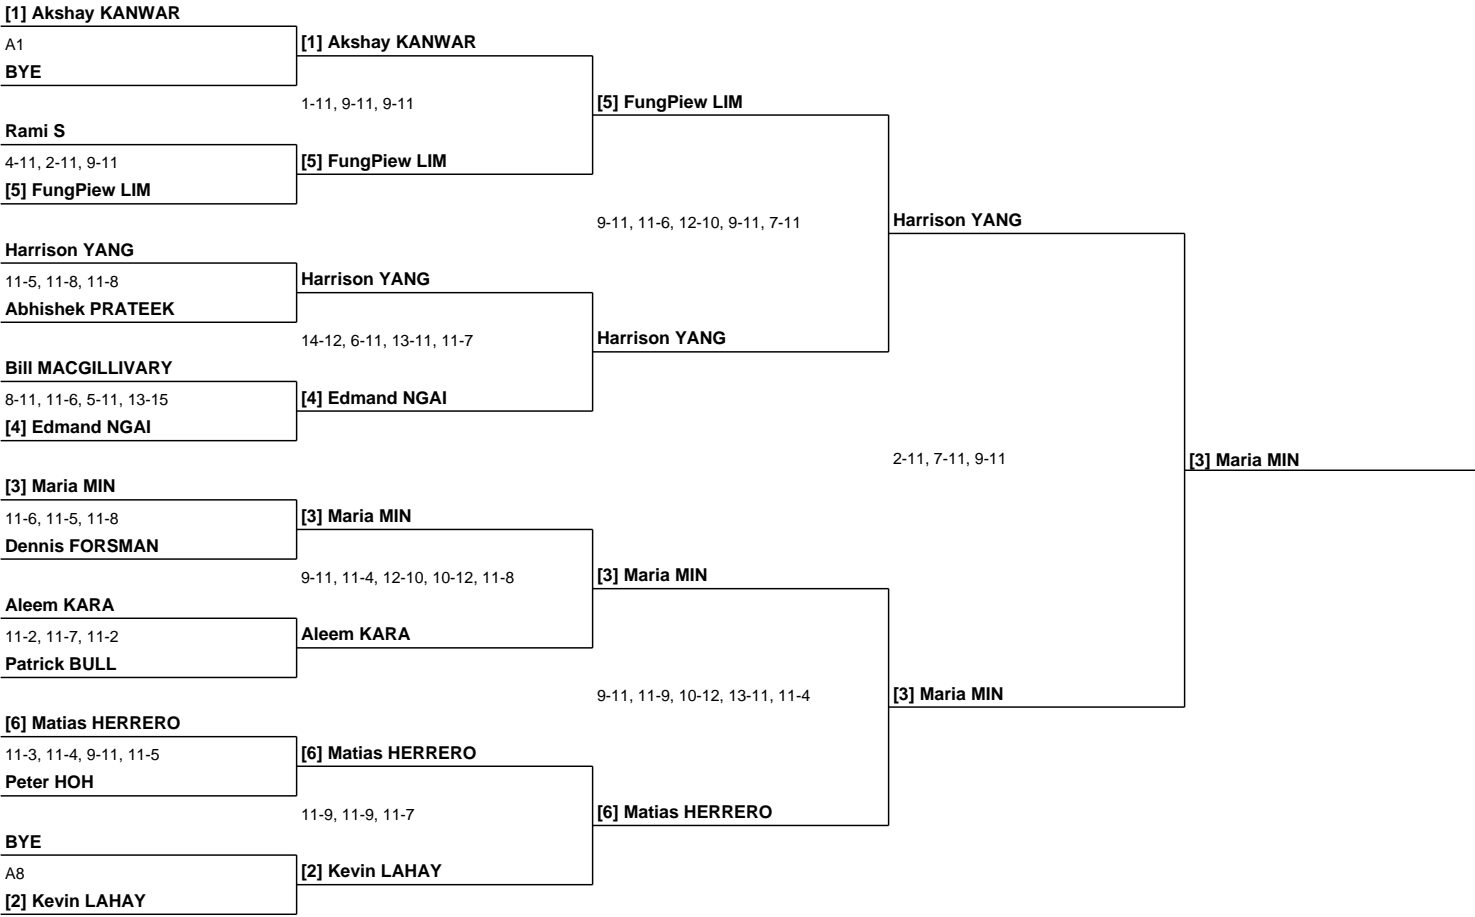 [1] Akshay KANWAR
A1
BYE
Rami S
4-11, 2-11, 9-11
[5] FungPiew LIM
Harrison YANG
11-5, 11-8, 11-8
Abhishek PRATEEK
Bill MACGILLIVARY
8-11, 11-6, 5-11, 13-15
[4] Edmand NGAI
[3] Maria MIN
11-6, 11-5, 11-8
Dennis FORSMAN
Aleem KARA
11-2, 11-7, 11-2
Patrick BULL
[6] Matias HERRERO
11-3, 11-4, 9-11, 11-5
Peter HOH
BYE
A8
[2] Kevin LAHAY
[1] Akshay KANWAR
1-11, 9-11, 9-11
[5] FungPiew LIM
Harrison YANG
14-12, 6-11, 13-11, 11-7
[4] Edmand NGAI
[3] Maria MIN
9-11, 11-4, 12-10, 10-12, 11-8
Aleem KARA
[6] Matias HERRERO
11-9, 11-9, 11-7
[2] Kevin LAHAY
[5] FungPiew LIM
9-11, 11-6, 12-10, 9-11, 7-11
Harrison YANG
[3] Maria MIN
9-11, 11-9, 10-12, 13-11, 11-4
[6] Matias HERRERO
Harrison YANG
2-11, 7-11, 9-11
[3] Maria MIN
[3] Maria MIN